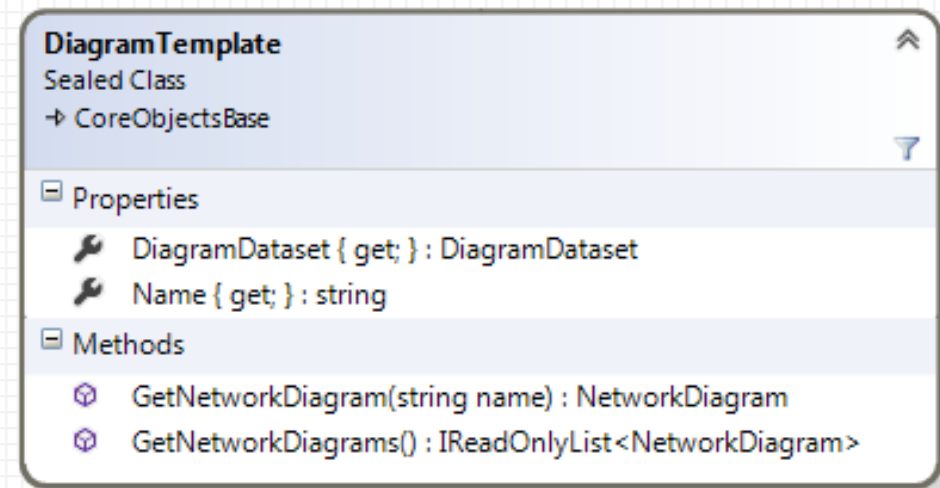 DiagramTemplate
Sealed Class
CoreObjectsBase
Properties
DiagramDataset { get; } : DiagramDataset
Name { get; } : string
Methods
GetNetworkDiagram(string name) : NetworkDiagram
GetNetworkDiagrams() : IReadOnlyList<NetworkDiagram>